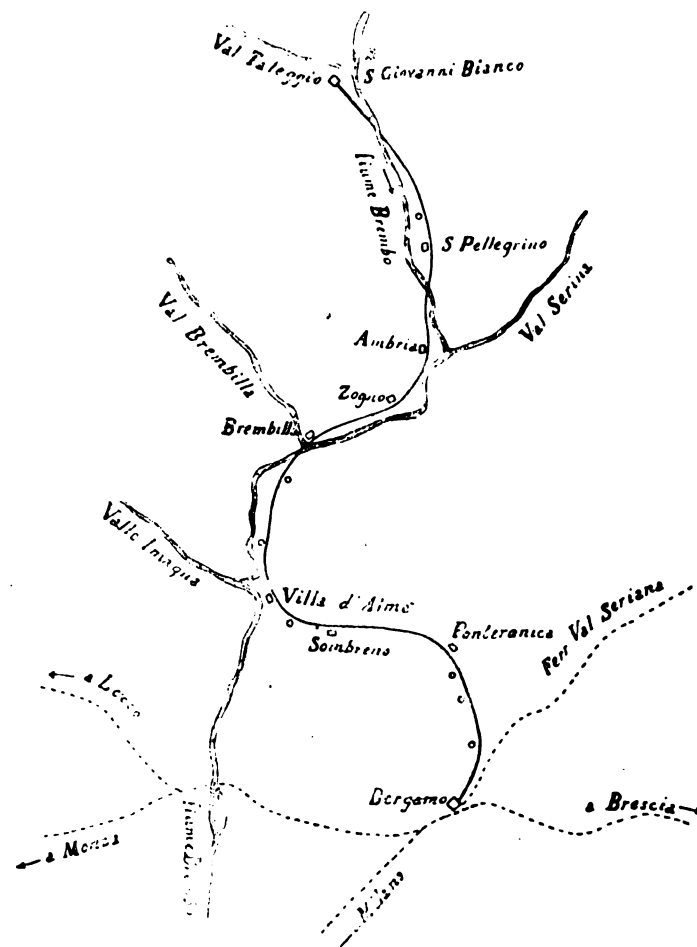 Val Taleggio
S Giovanni Bianco
fiume Brembo
S Pellegrino
Val Serina
Val Brembilla
Ambria
Zogno
Brembilla
Valle Imagna
Villa d'Almè
Sombreno
Ponteranica
Ferr Val Seriana
a Lecco
Bergamo
a Brescia
a Monza
fiume
Milano